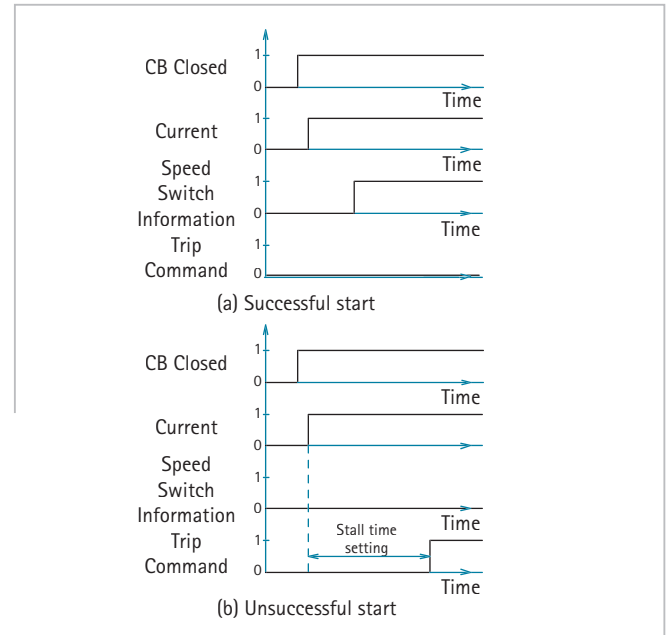 1
CB Closed
0
Time
1
Current
0
Time
Speed
1
Switch
Information
0
Time
Trip
1
Command
0
(a) Successful start
1
CB Closed
0
Time
1
Current
0
Time
Speed
1
Switch
Information
0
Time
Stall time
setting
Trip
1
Command
0
Time
(b) Unsuccessful start